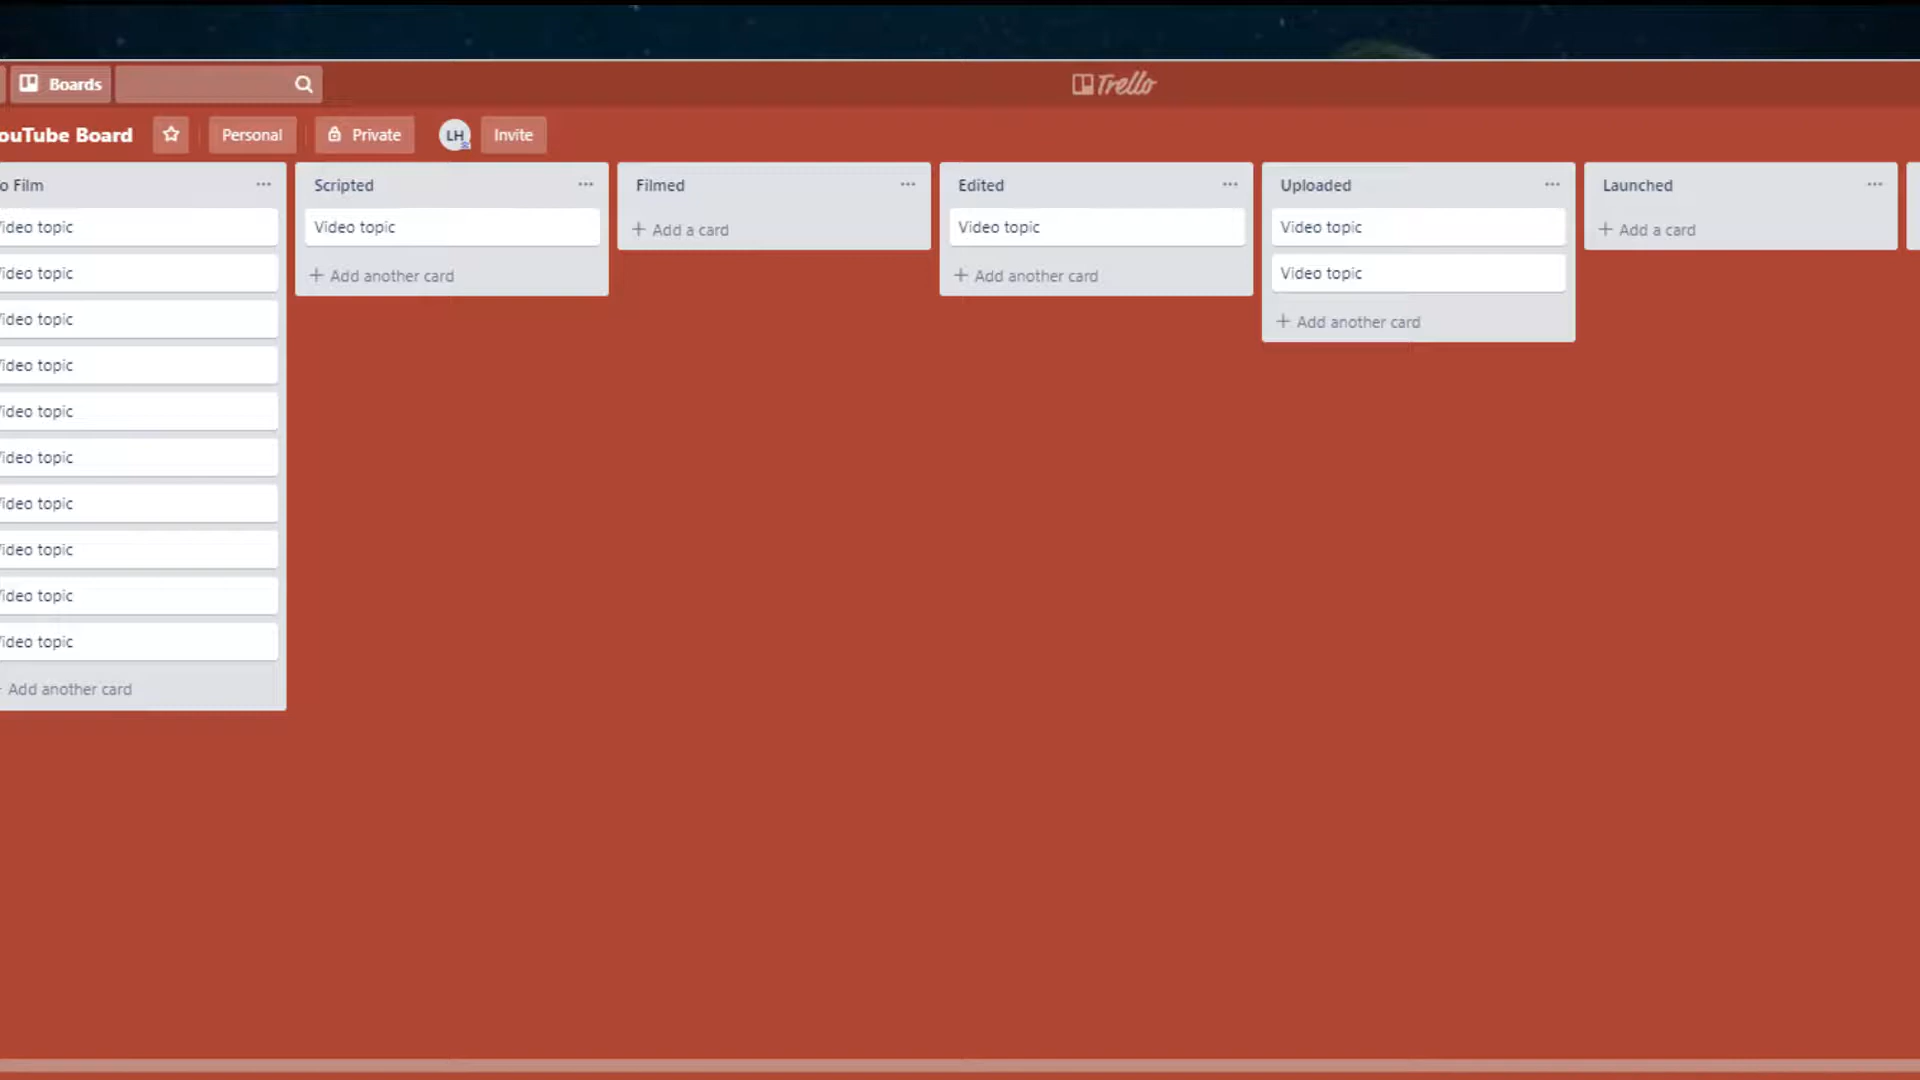 Boards
Trello
ouTube Board
Personal
Private
LH
Invite
o Film
ideo topic
ideo topic
ideo topic
ideo topic
ideo topic
ideo topic
ideo topic
ideo topic
ideo topic
ideo topic
Add another card
Scripted
Video topic
+ Add another card
Filmed
+ Add a card
Edited
Video topic
+ Add another card
Uploaded
Video topic
Video topic
+ Add another card
Launched
+ Add a card